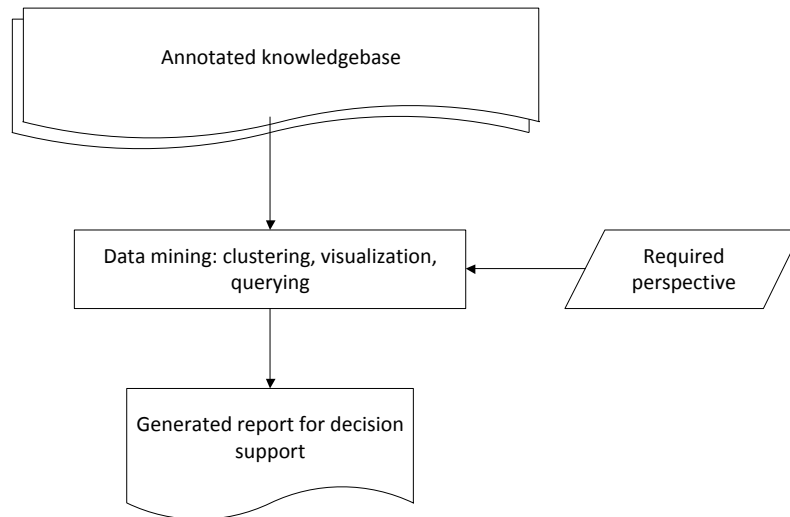 Annotated knowledgebase
Data mining: clustering, visualization,
querying
Required
perspective
Generated report for decision
support